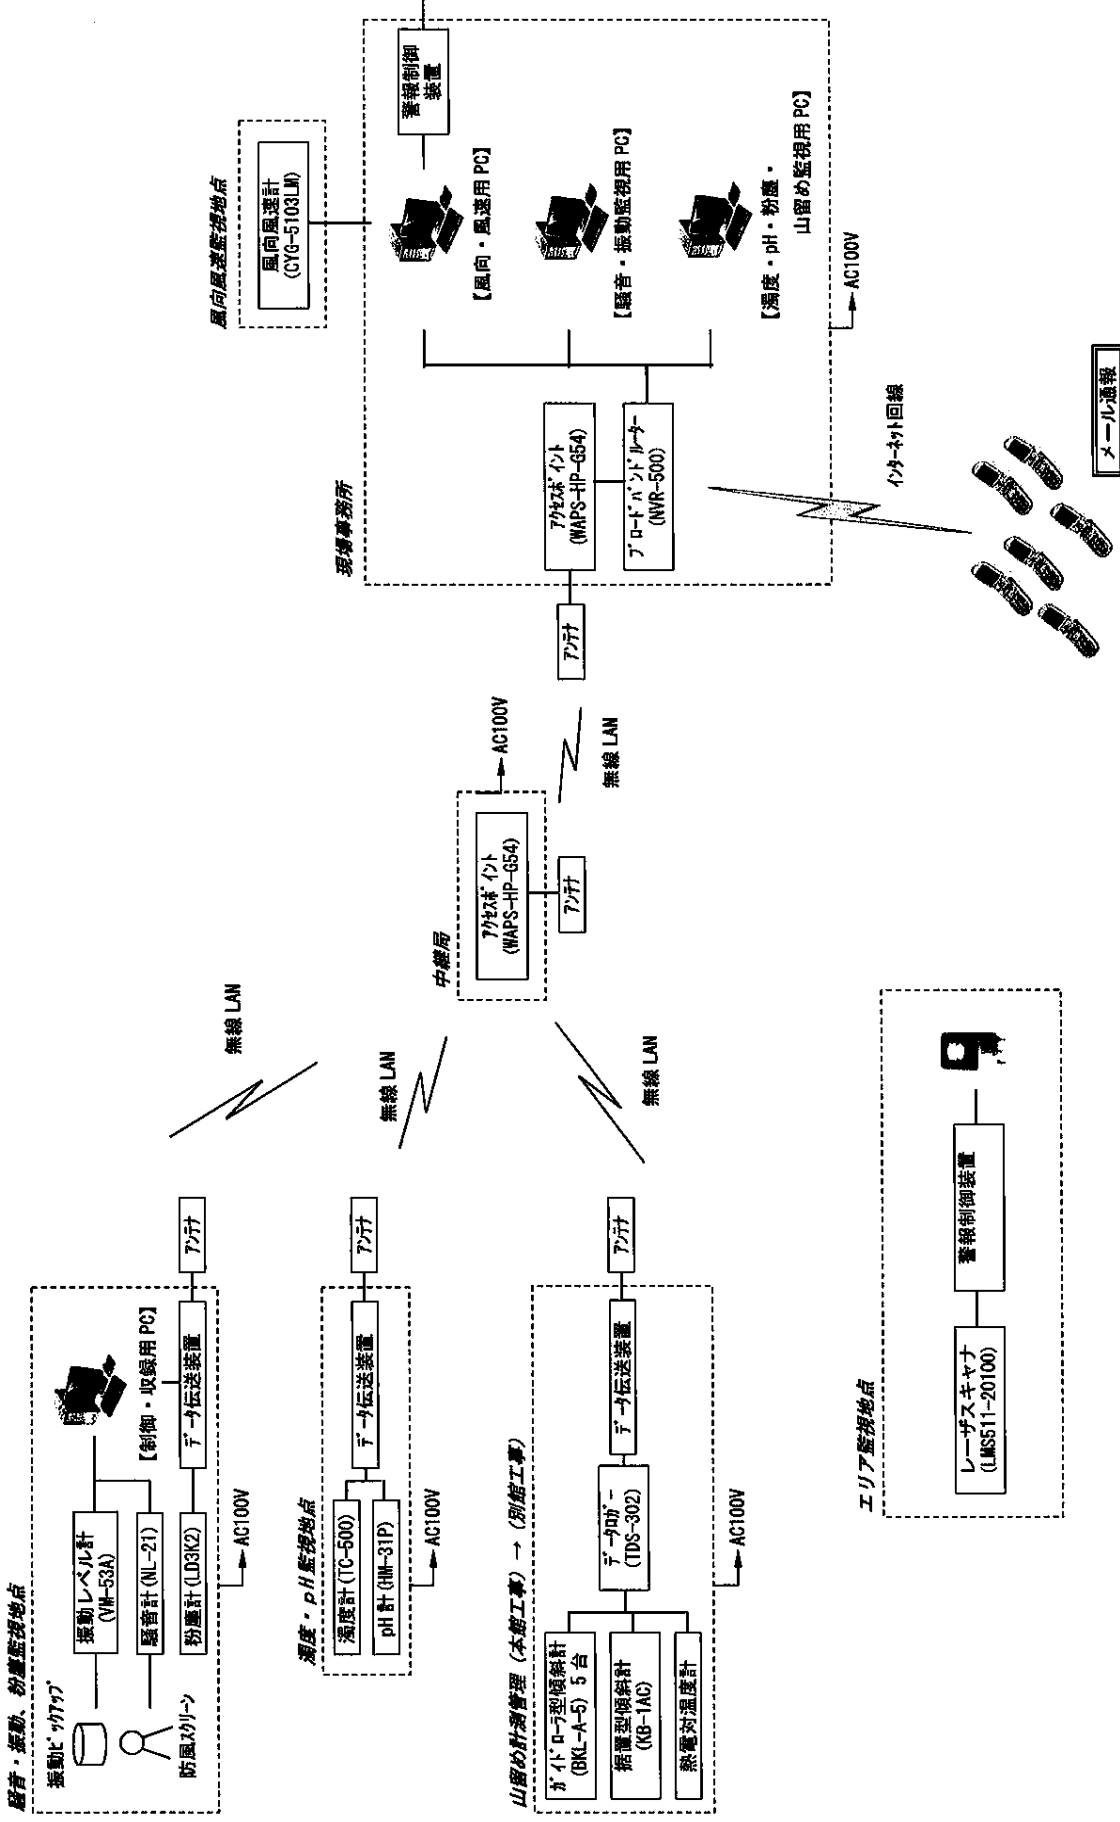 騒音・振動、粉塵監視地点
振動ピックアップ
防風スクリーン
振動レベル計
(VM-53A)
騒音計(NL-21)
粉塵計(LD3K2)
【制御・収録用PC】
データ伝送装置
アンテナ
AC100V
無線LAN
濁度・pH監視地点
濁度計(TC-500)
pH計(HM-31P)
データ伝送装置
アンテナ
AC100V
無線LAN
山留め計測管理(本館工事)→(別館工事)
ガイドローラ型傾斜計
(BKL-A-5) 5台
据置型傾斜計
(KB-1AC)
熱電対温度計
データロガー
(TDS-302)
データ伝送装置
アンテナ
AC100V
無線LAN
エリア監視地点
レーザスキャナ
(LMS511-20100)
警報制御装置
中継局
アクセスポイント
(WAPS-HP-G54)
アンテナ
AC100V
無線LAN
風向風速監視地点
風向風速計
(CYG-5103LM)
現場事務所
アンテナ
アクセスポイント
(WAPS-HP-G54)
ブロードバンドルーター
(NVR-500)
警報制御
装置
【風向・風速用PC】
【騒音・振動監視用PC】
【濁度・pH・粉塵・
山留め監視用PC】
AC100V
インターネット回線
メール通報